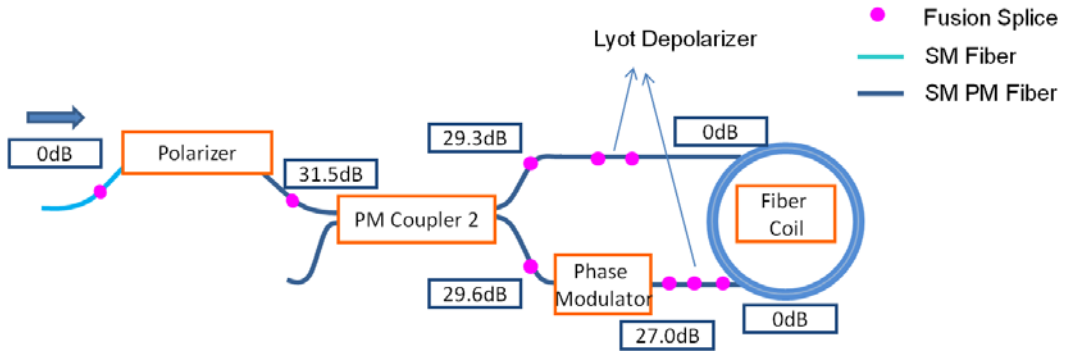 Fusion Splice
Lyot Depolarizer
SM Fiber
SM PM Fiber
0dB
Polarizer
29.3dB
0dB
31.5dB
PM Coupler 2
Fiber
Coil
29.6dB
Phase
Modulator
27.0dB
0dB